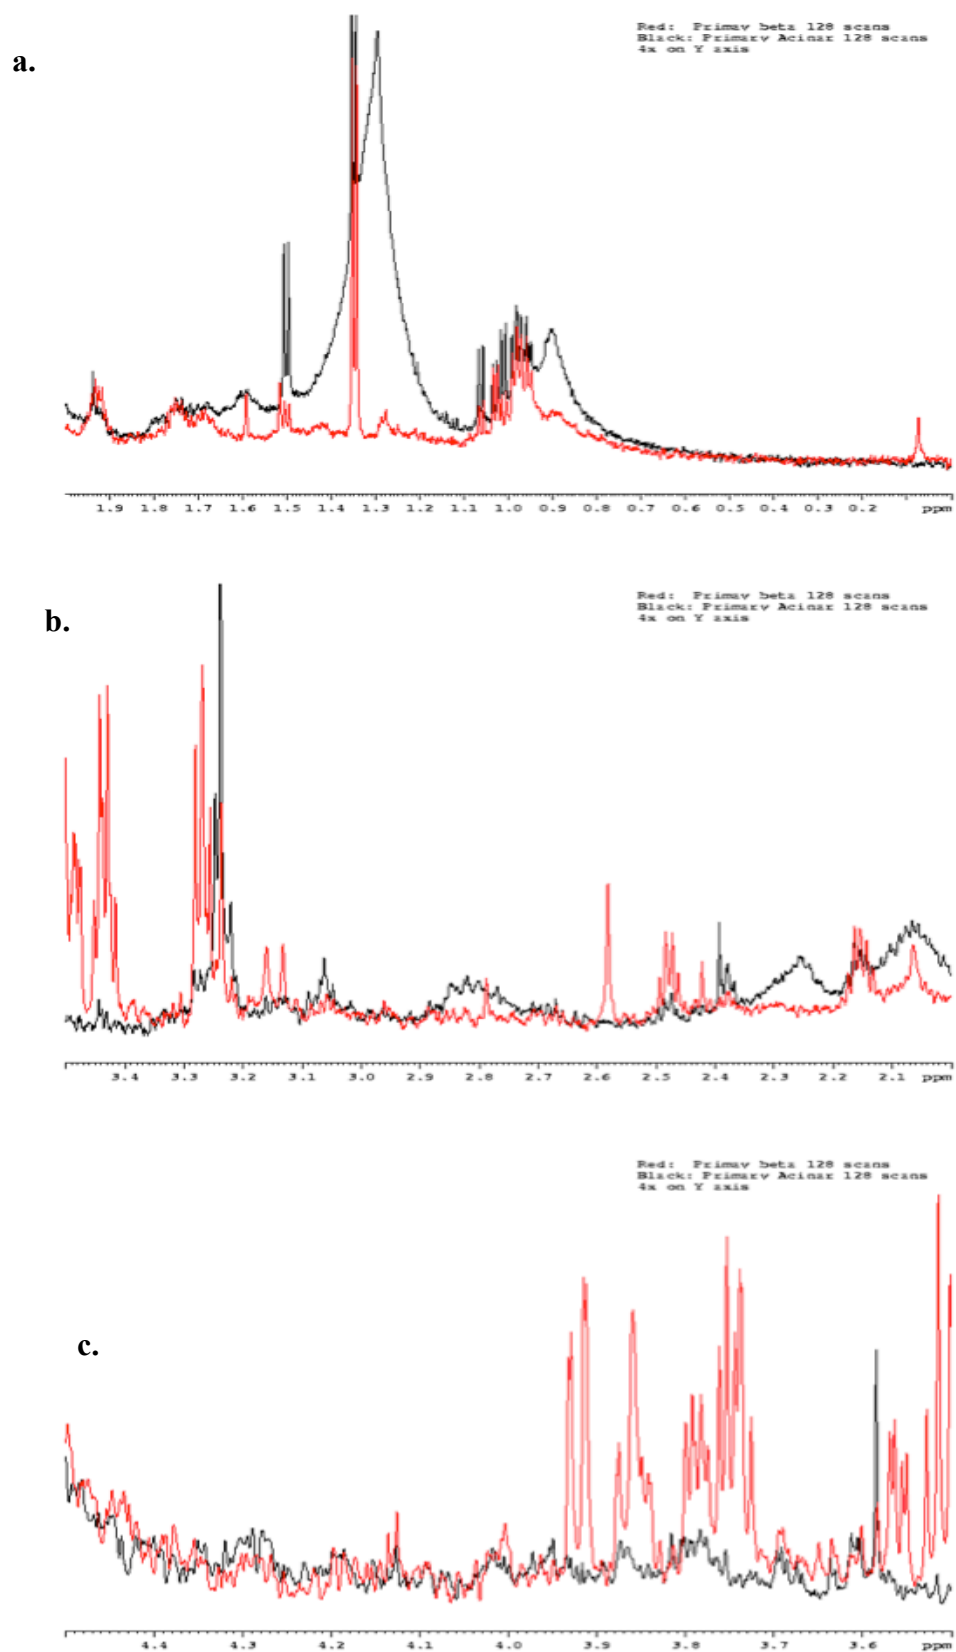 a.
Red: Primay beta 128 scans
Black: Primary Acinar 128 scans
4x on Y axis
1.9 1.8 1.7 1.6 1.5 1.4 1.3 1.2 1.1 1.0 0.9 0.8 0.7 0.6 0.5 0.4 0.3 0.2 ppm
b.
Red: Primay beta 128 scans
Black: Primary Acinar 128 scans
4x on Y axis
3.4 3.3 3.2 3.1 3.0 2.9 2.8 2.7 2.6 2.5 2.4 2.3 2.2 2.1 ppm
Red: Primay beta 128 scans
Black: Primary Acinar 128 scans
4x on Y axis
c.
4.4 4.3 4.2 4.1 4.0 3.9 3.8 3.7 3.6 ppm